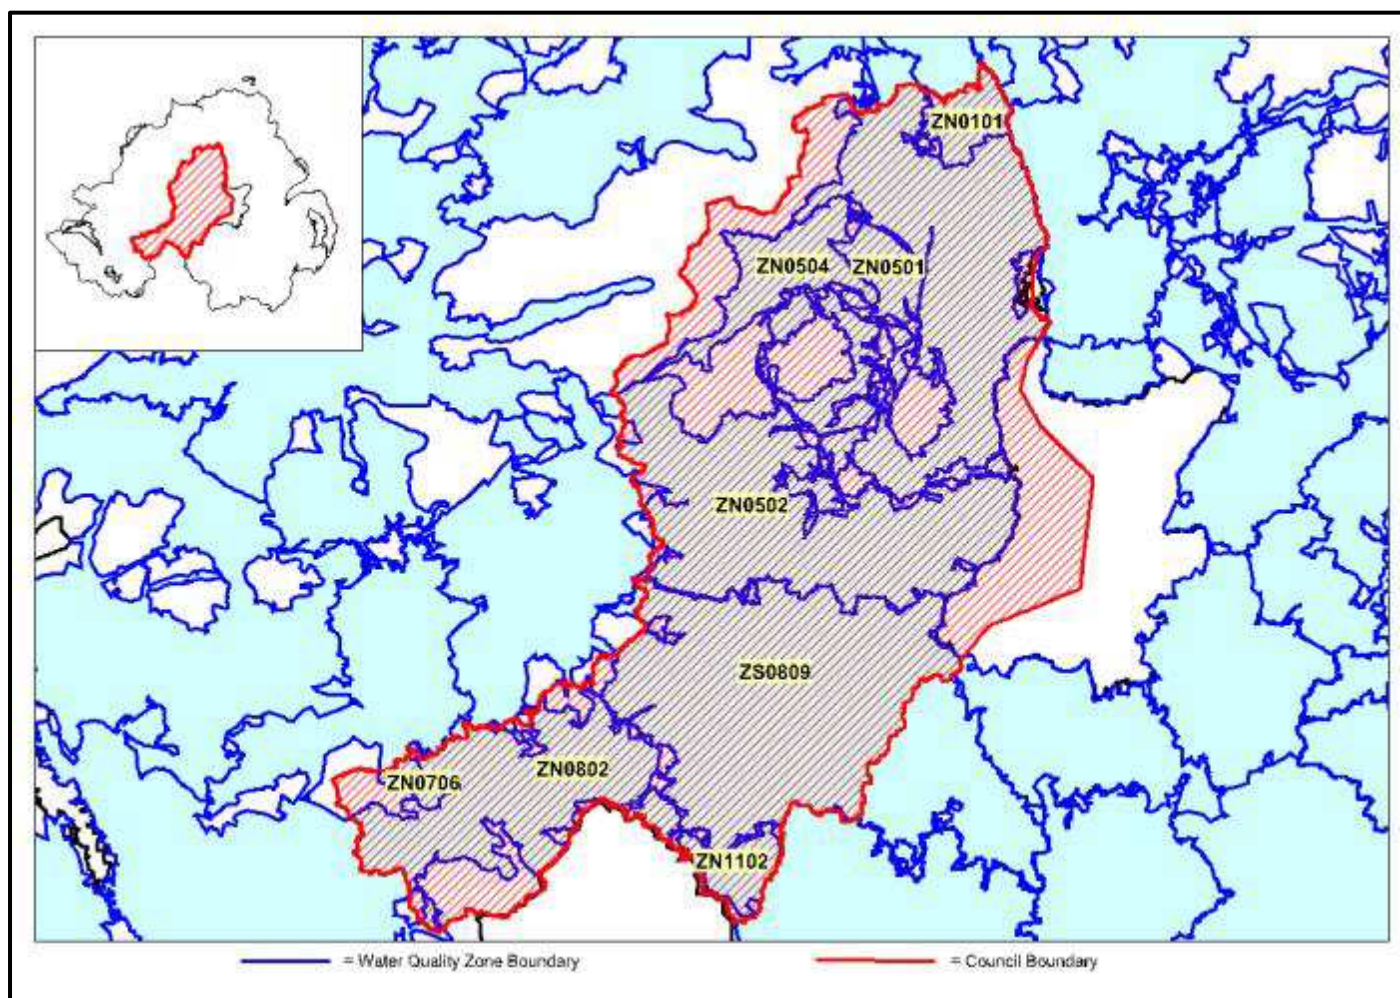 ZN0101
ZN0504
ZN0501
ZN0502
ZS0809
ZN0802
ZN0706
ZN1102
= Water Quality Zone Boundary
= Council Boundary